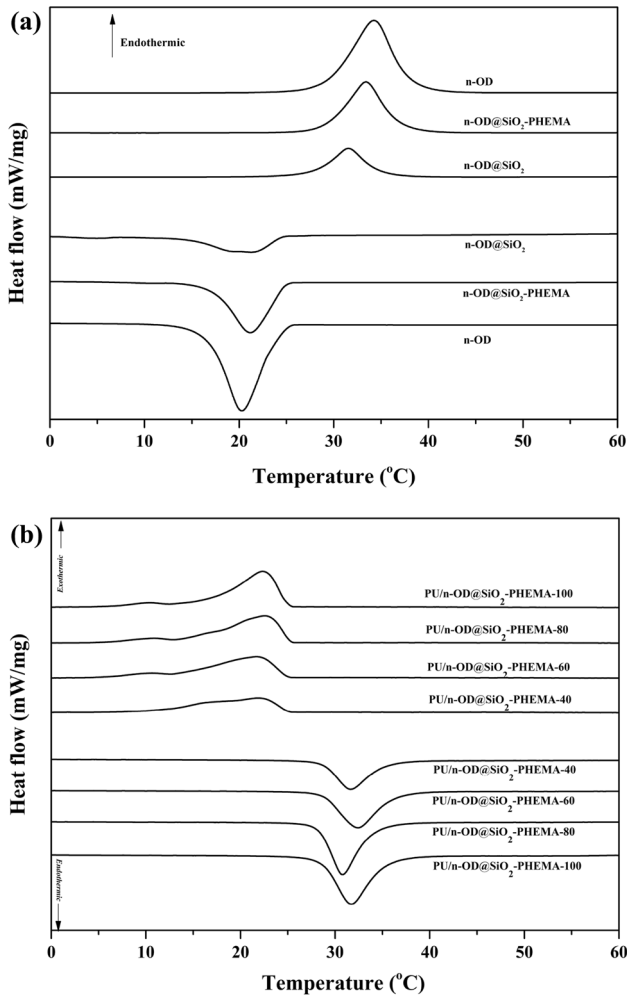 (a)
Endothermic
n-OD
n-OD@SiO₂-PHEMA
n-OD@SiO₂
n-OD@SiO₂
n-OD@SiO₂-PHEMA
n-OD
Heat flow (mW/mg)
0 10 20 30 40 50 60
Temperature (°C)
(b)
Exothermic
PU/n-OD@SiO₂-PHEMA-100
PU/n-OD@SiO₂-PHEMA-80
PU/n-OD@SiO₂-PHEMA-60
PU/n-OD@SiO₂-PHEMA-40
PU/n-OD@SiO₂-PHEMA-40
PU/n-OD@SiO₂-PHEMA-60
PU/n-OD@SiO₂-PHEMA-80
PU/n-OD@SiO₂-PHEMA-100
Heat flow (mW/mg)
Endothermic
0 10 20 30 40 50 60
Temperature (°C)